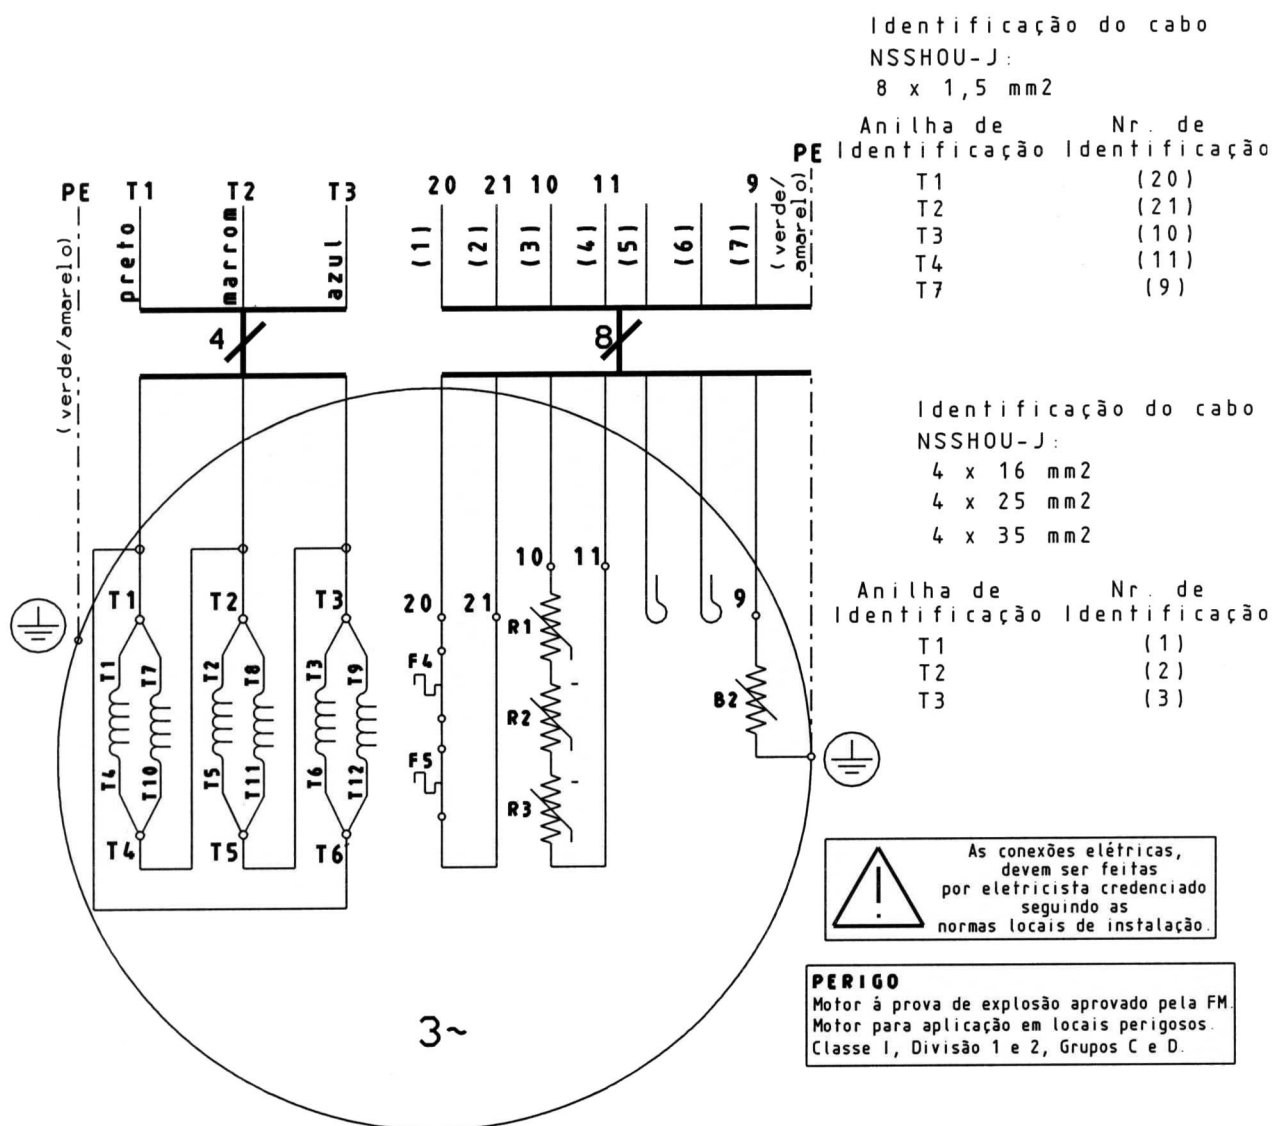 Identificação do cabo
NSSHOU-J:
8 x 1,5 mm2
Anilha de Identificação
Nr. de Identificação
T1 (20)
T2 (21)
T3 (10)
T4 (11)
T7 (9)
PE T1 T2 T3
(verde/amarelo)
preto
marrom
azul
4
20 21 10 11 9 PE
(1) (2) (3) (4) (5) (6) (7)
(verde/
amarelo)
8
Identificação do cabo
NSSHOU-J:
4 x 16 mm2
4 x 25 mm2
4 x 35 mm2
Anilha de Identificação
Nr. de Identificação
T1 (1)
T2 (2)
T3 (3)
T1 T2 T3
T1 T7 T2 T8 T3 T9
T4 T10 T5 T11 T6 T12
T4 T5 T6
20 21 10 11 9
F4
F5
R1
R2
R3
B2
3~
!
As conexões elétricas,
devem ser feitas
por eletricista credenciado
seguindo as
normas locais de instalação.
PERIGO
Motor á prova de explosão aprovado pela FM.
Motor para aplicação em locais perigosos.
Classe I, Divisão 1 e 2, Grupos C e D.